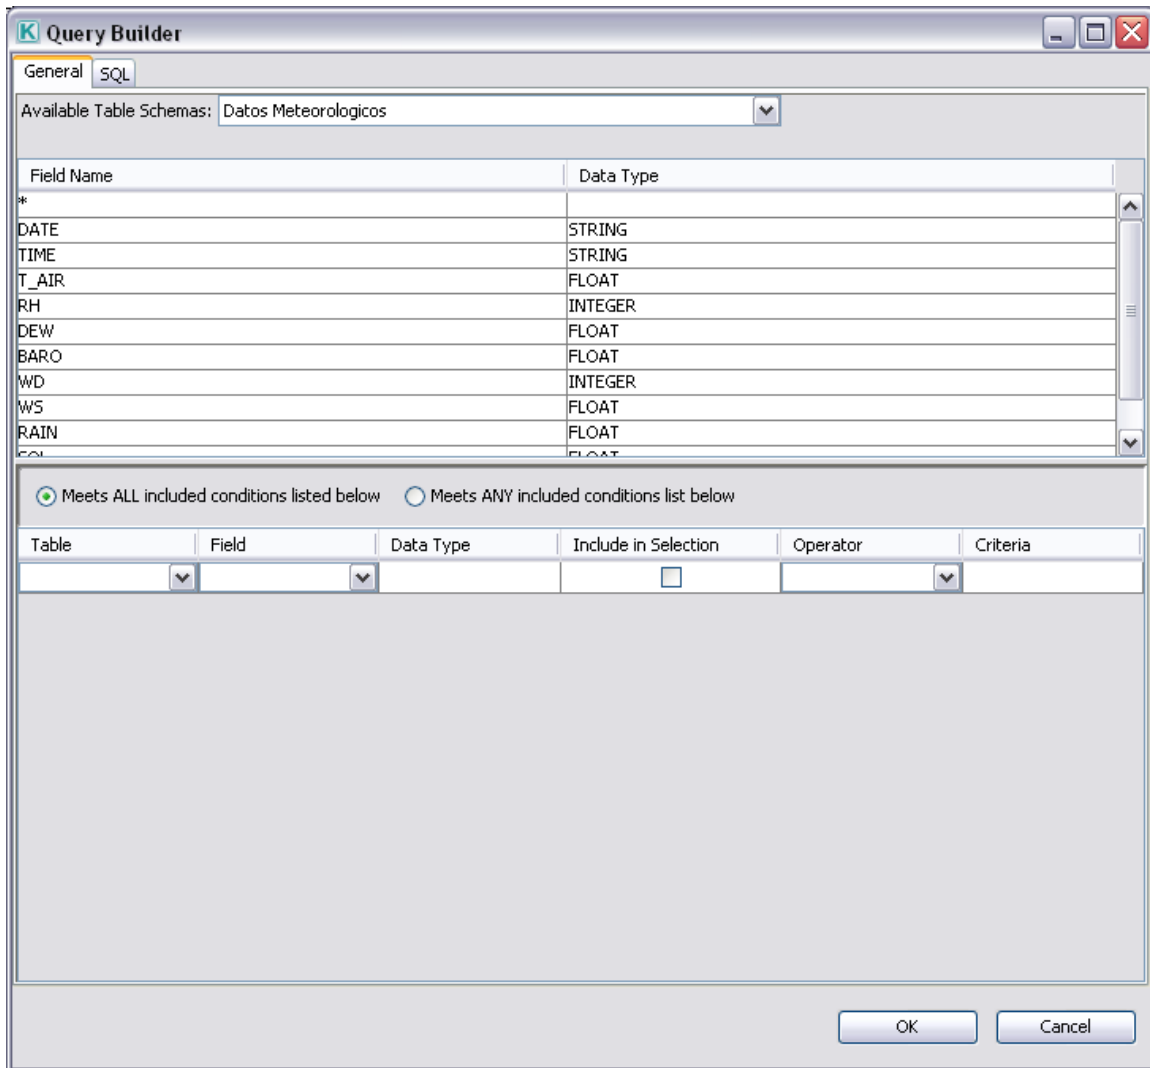 K Query Builder
General SQL
Available Table Schemas: Datos Meteorologicos
Field Name Data Type
*
DATE STRING
TIME STRING
T_AIR FLOAT
RH INTEGER
DEW FLOAT
BARO FLOAT
WD INTEGER
WS FLOAT
RAIN FLOAT
Meets ALL included conditions listed below Meets ANY included conditions list below
Table Field Data Type Include in Selection Operator Criteria
OK Cancel